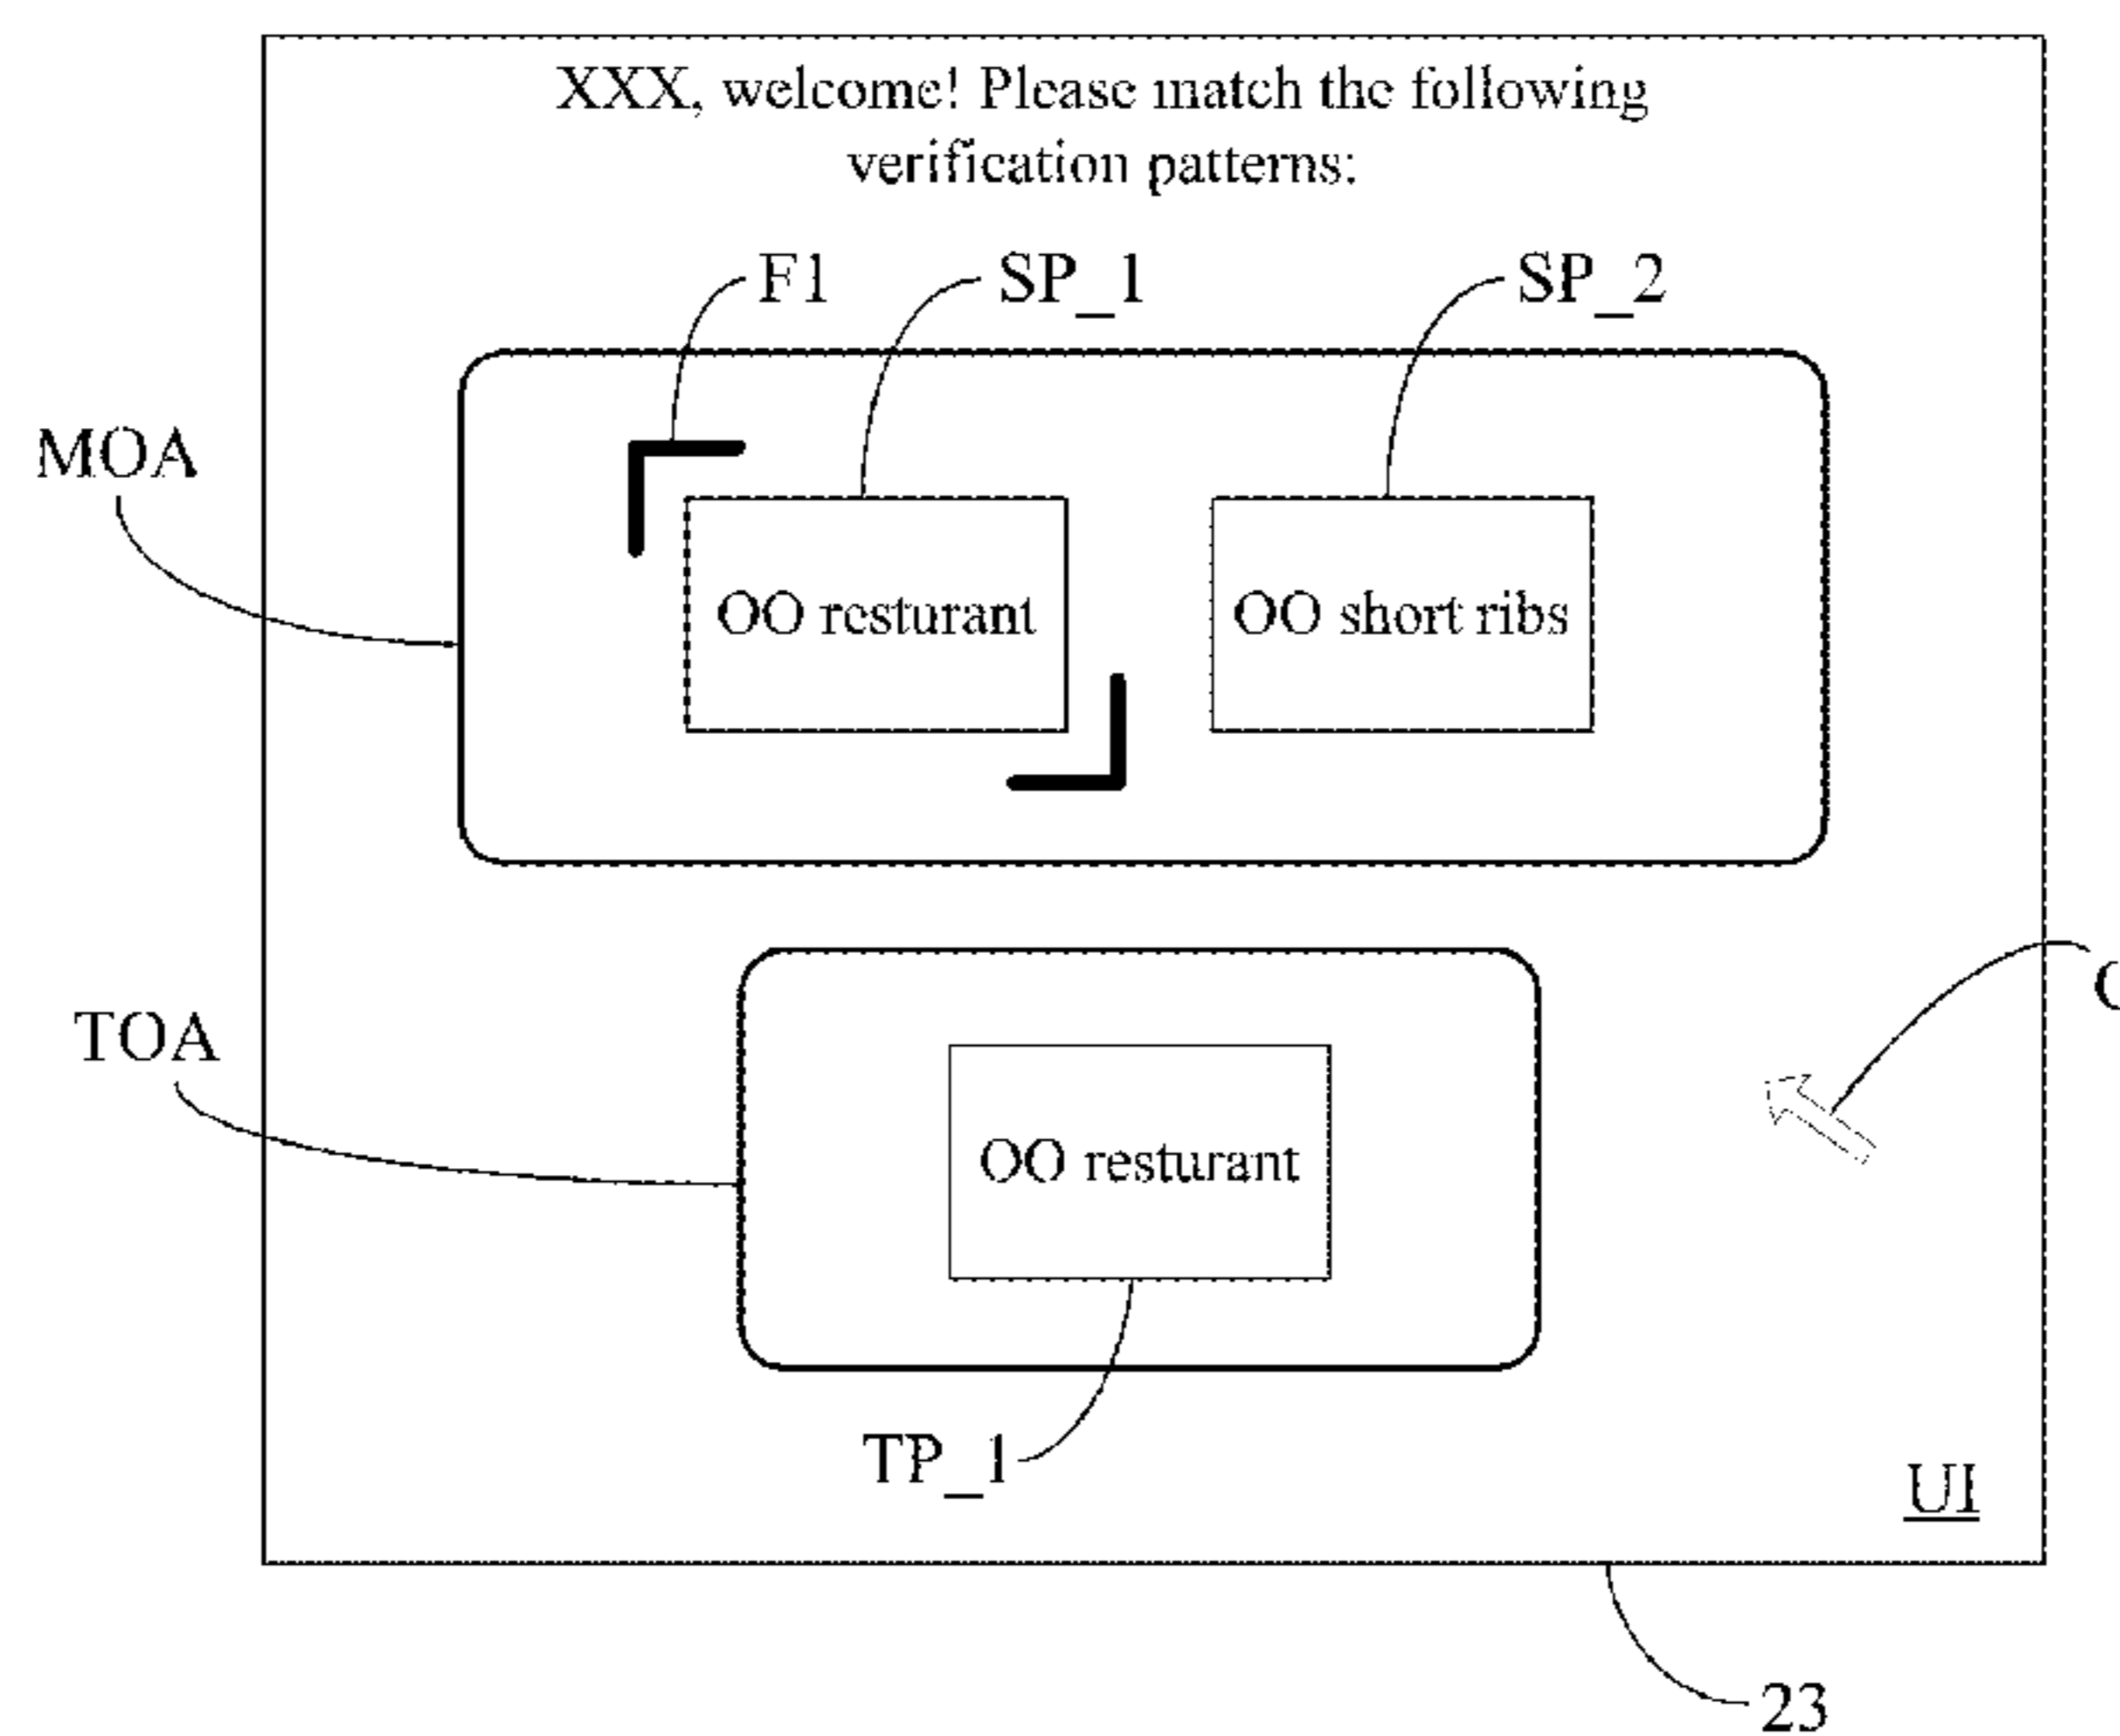 XXX, welcome! Please match the following
verification patterns:
F1
SP_1
SP_2
MOA
OO resturant
OO short ribs
TOA
OO resturant
TP_1
UI
23